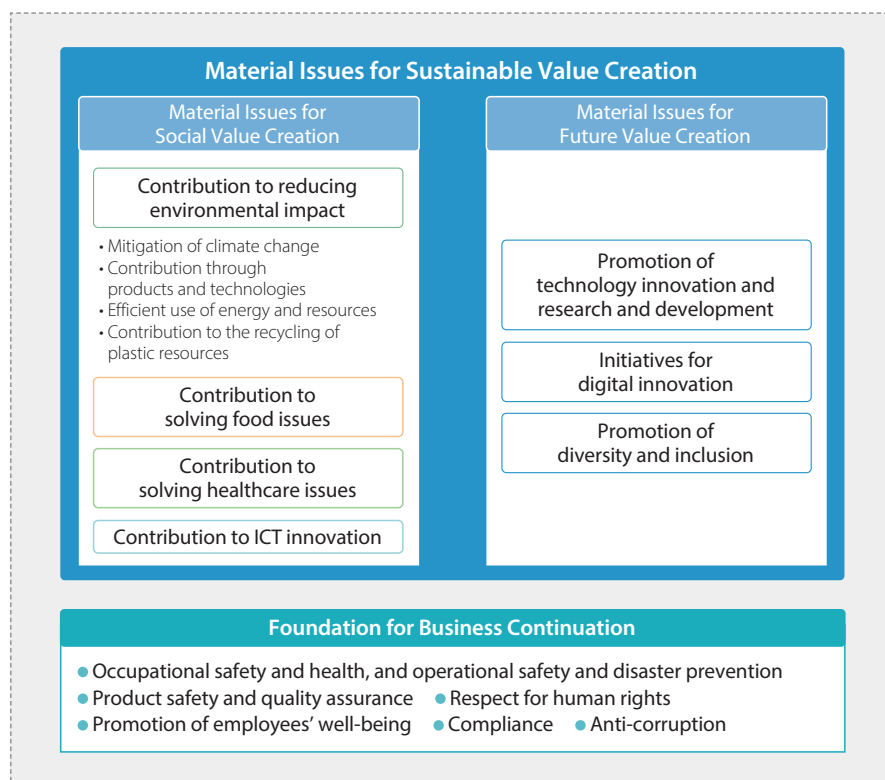 Material Issues for Sustainable Value Creation
Material Issues for
Social Value Creation
Contribution to reducing
environmental impact
• Mitigation of climate change
• Contribution through
products and technologies
• Efficient use of energy and resources
• Contribution to the recycling of
plastic resources
Contribution to
solving food issues
Contribution to
solving healthcare issues
Contribution to ICT innovation
Material Issues for
Future Value Creation
Promotion of
technology innovation and
research and development
Initiatives for
digital innovation
Promotion of
diversity and inclusion
Foundation for Business Continuation
● Occupational safety and health, and operational safety and disaster prevention
● Product safety and quality assurance ● Respect for human rights
● Promotion of employees’ well-being ● Compliance ● Anti-corruption